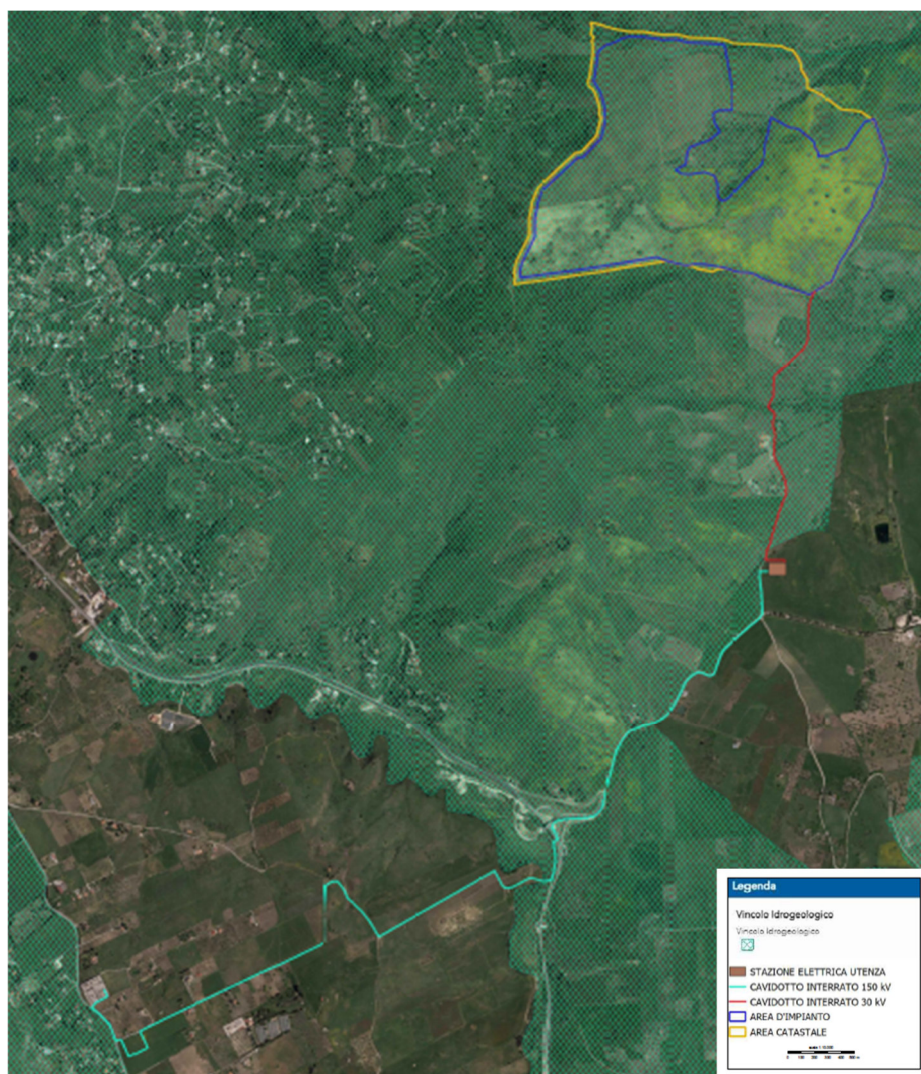 Legenda
Vincolo Idrogeologico
Vincolo Idrogeologico
STAZIONE ELETTRICA UTENZA
CAVIDOTTO INTERRATO 150 kV
CAVIDOTTO INTERRATO 30 kV
AREA D'IMPIANTO
AREA CATASTALE